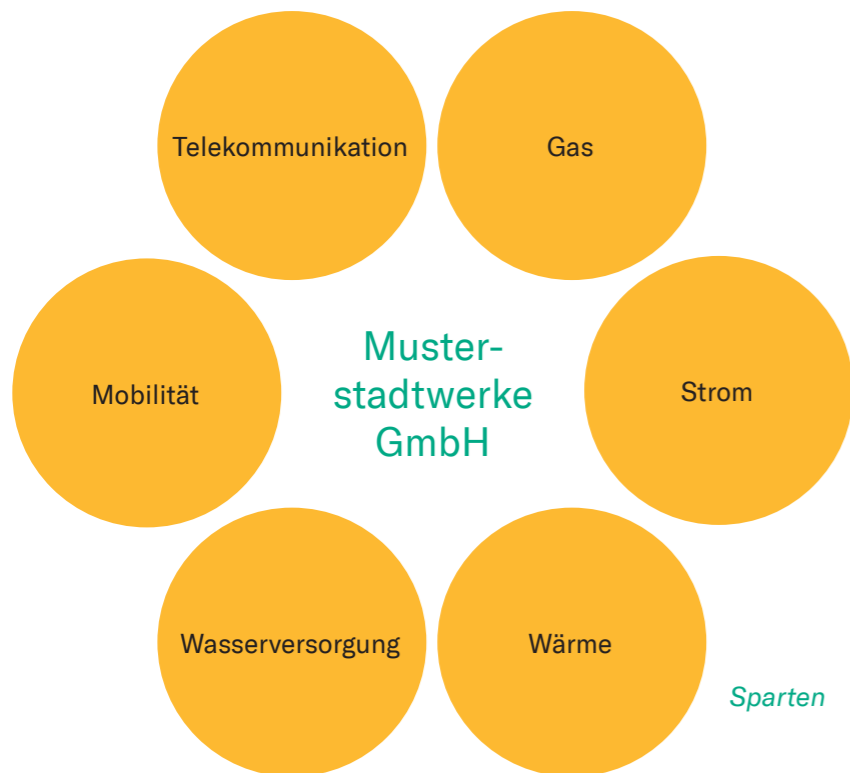 Telekommunikation
Gas
Muster-
stadtwerke
GmbH
Mobilität
Strom
Wasserversorgung
Wärme
Sparten